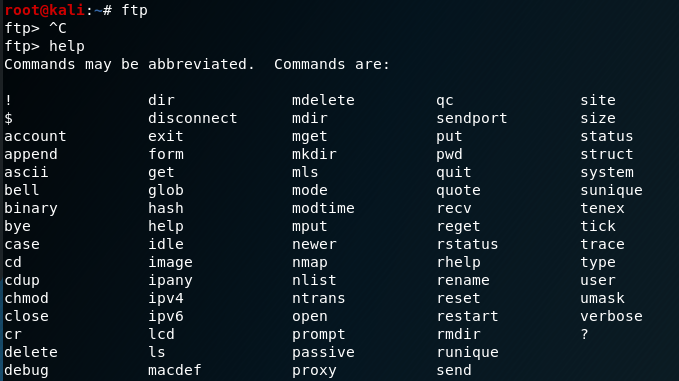 root@kali:~# ftp
ftp> ^C
ftp> help
Commands may be abbreviated.  Commands are:

!               dir             mdelete         qc              site
$               disconnect      mdir            sendport        size
account         exit            mget            put             status
append          form            mkdir           pwd             struct
ascii           get             mls             quit            system
bell            glob            mode            quote           sunique
binary          hash            modtime         recv            tenex
bye             help            mput            reget           tick
case            idle            newer           rstatus         trace
cd              image           nmap            rhelp           type
cdup            ipany           nlist           rename          user
chmod           ipv4            ntrans          reset           umask
close           ipv6            open            restart         verbose
cr              lcd             prompt          rmdir           ?
delete          ls              passive         runique
debug           macdef          proxy           send